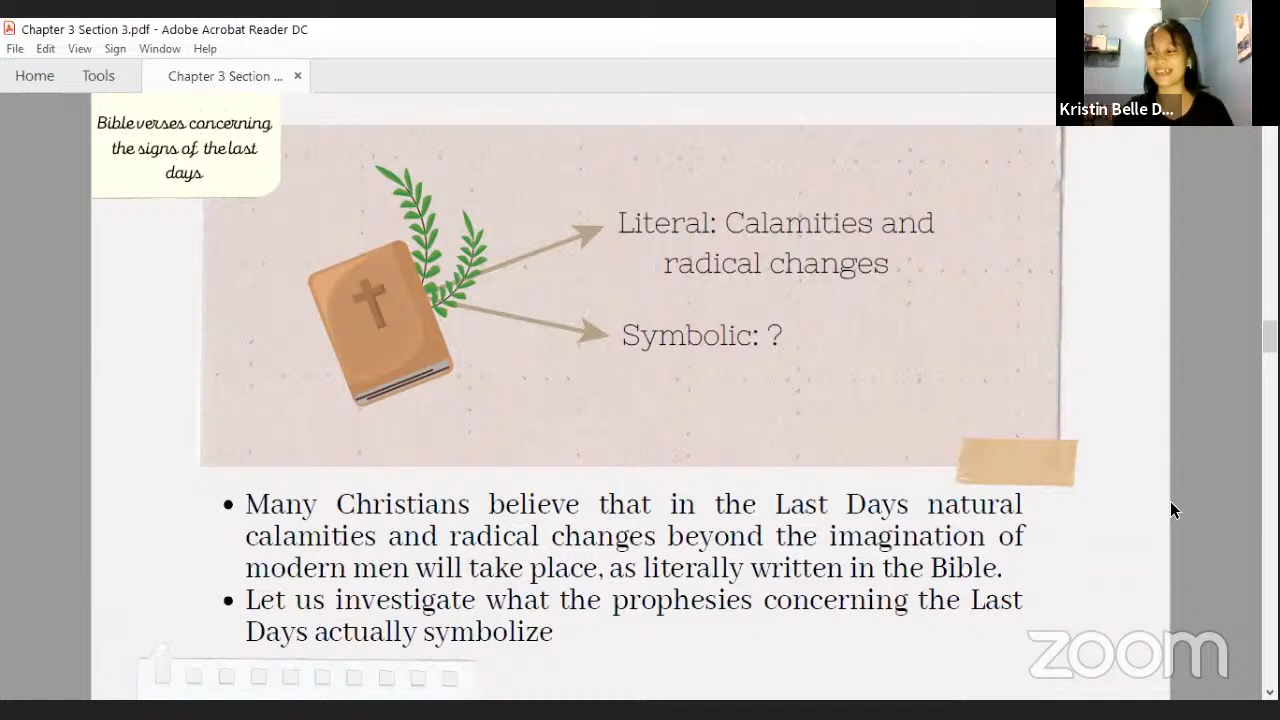 Chapter 3 Section 3.pdf - Adobe Acrobat Reader DC
File Edit View Sign Window Help
Home Tools Chapter 3 Section ... ×
Kristin Belle D...
Bible verses concerning
the signs of the last
days
Literal: Calamities and
radical changes
Symbolic: ?
• Many Christians believe that in the Last Days natural
calamities and radical changes beyond the imagination of
modern men will take place, as literally written in the Bible.
• Let us investigate what the prophesies concerning the Last
Days actually symbolize
zoom